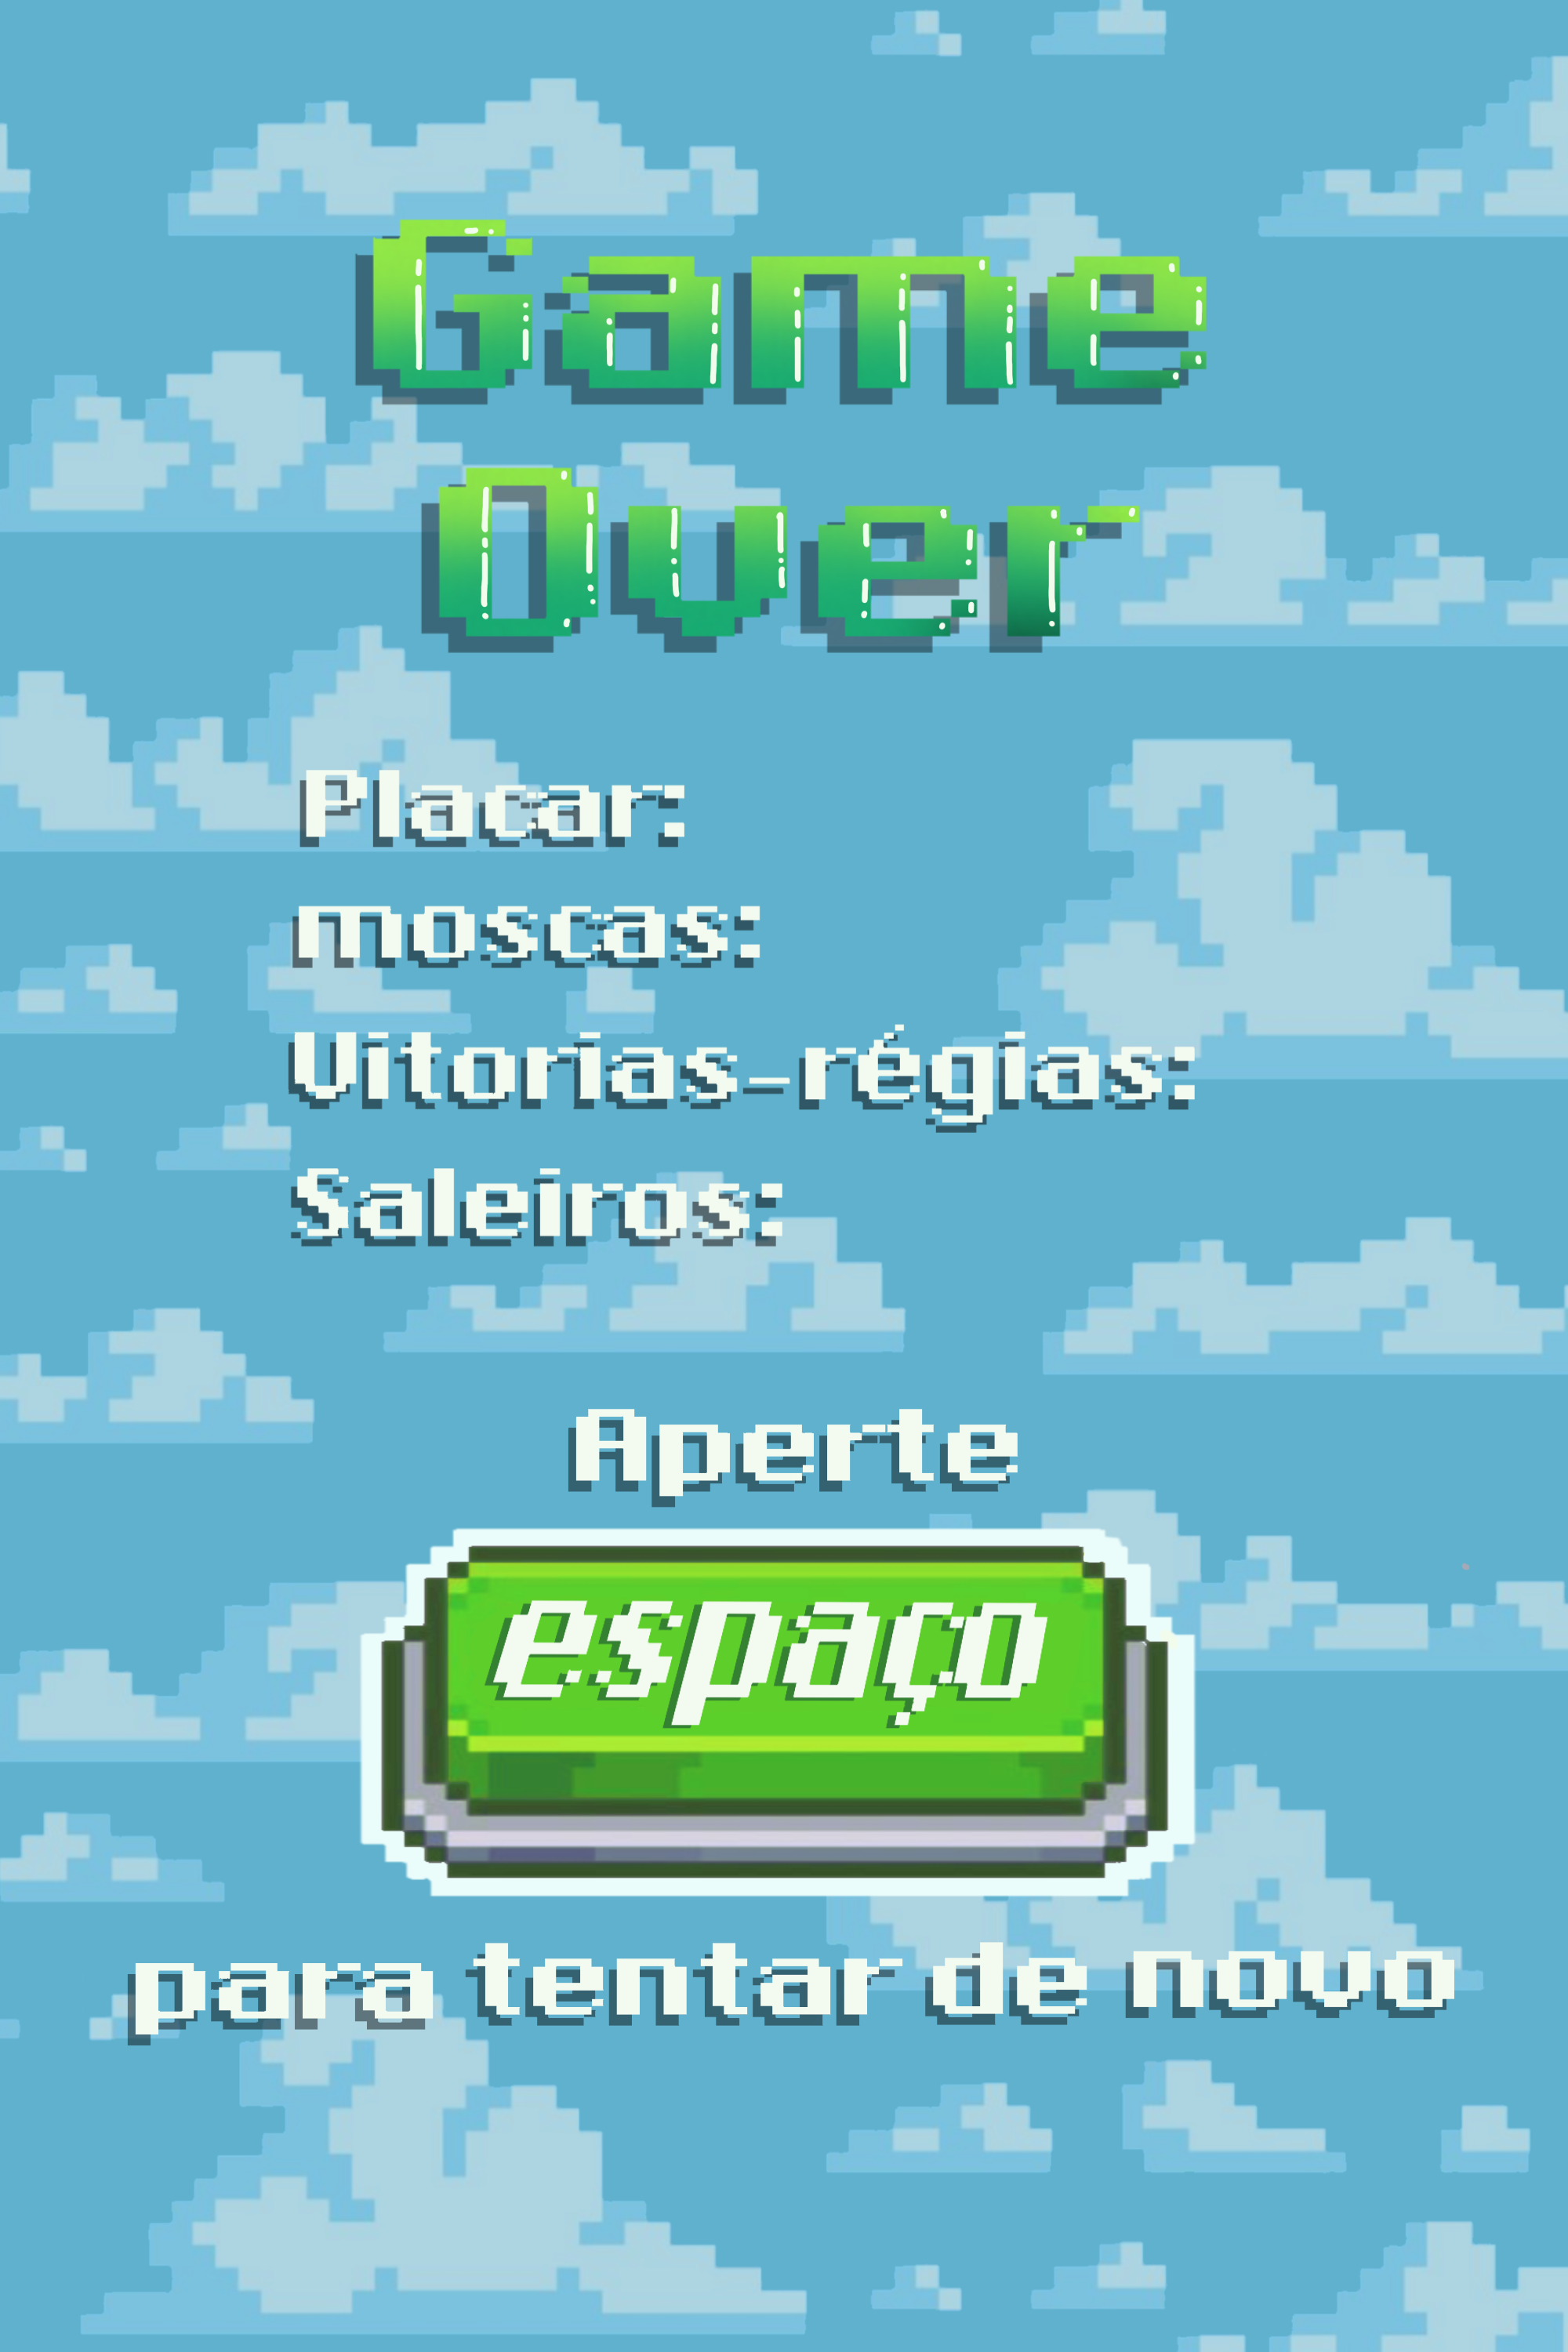 Game
Over
Placar:
moscas:
Vitorias-régias:
Saleiros:
Aperte
espaço
para tentar de novo